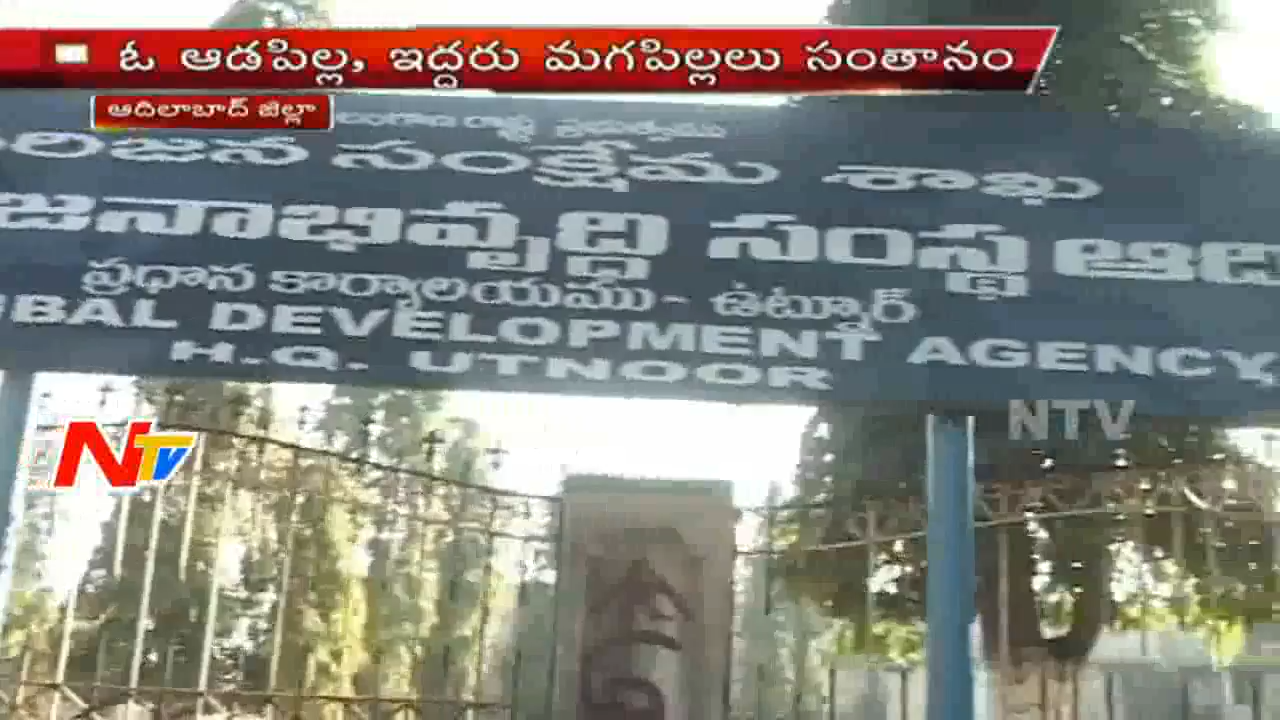 ఓ ఆడపిల్ల, ఇద్దరు మగపిల్లలు సంతానం
ఆదిలాబాద్ జిల్లా
సంక్షేమ శాఖ
సంస్థ
ప్రధాన కార్యాలయము - ఉట్నూర్
DEVELOPMENT AGENCY,
H.Q. UTNOOR
NTV
NTV